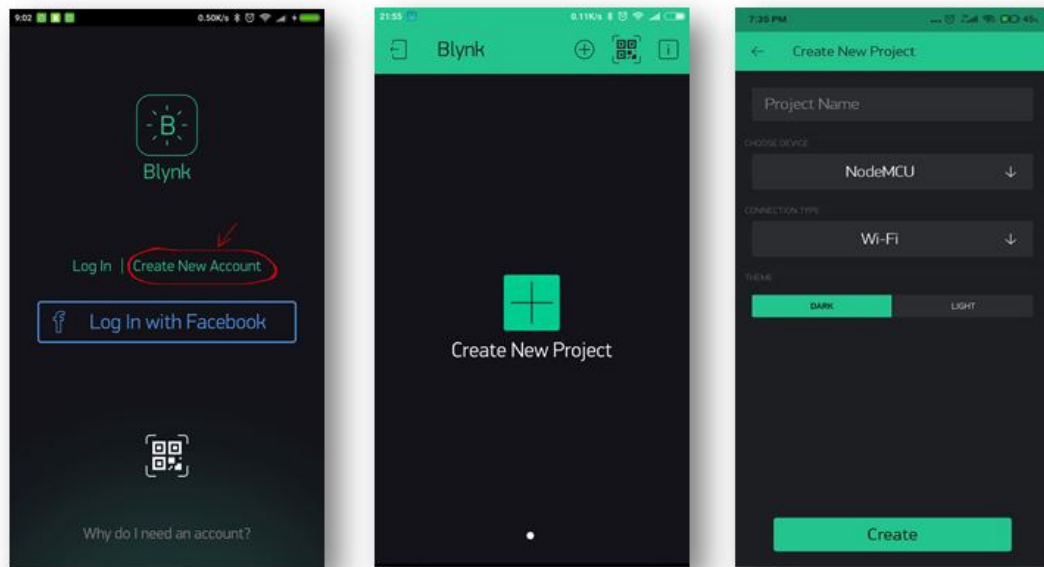 9:02
0.50K/s
B
Blynk
Log In | Create New Account
f Log In with Facebook
Why do I need an account?
21:55
0.11K/s
Blynk
i
Create New Project
7:35 PM
... 45%
← Create New Project
Project Name
CHOOSE DEVICE
NodeMCU ↓
CONNECTION TYPE
Wi-Fi ↓
THEME
DARK LIGHT
Create